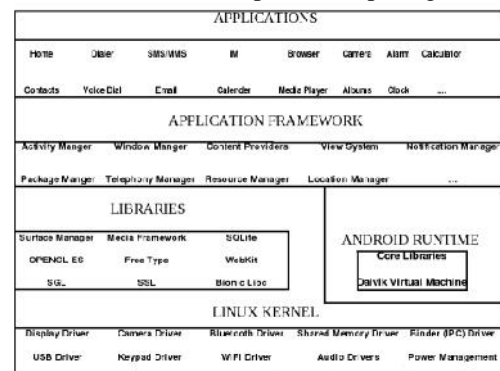 APPLICATIONS
Home Dialer SMS/MMS IM Browser Camera Alarm Calculator
Contacts Voice Dial Email Calender Media Player Albums Clock ....
APPLICATION FRAMEWORK
Activity Manger Window Manger Content Providers View System Notification Manager
Package Manger Telephony Manager Resource Manager Location Manager ...
LIBRARIES
Surface Manager Media Framework SQLite
OPENGL ES Free Type WebKit
SGL SSL Bionic Libc
ANDROID RUNTIME
Core Libraries
Dalvik Virtual Machine
LINUX KERNEL
Display Driver Camera Driver Bluetooth Driver Shared Memory Driver Binder (IPC) Driver
USB Driver Keypad Driver WiFi Driver Audio Drivers Power Management